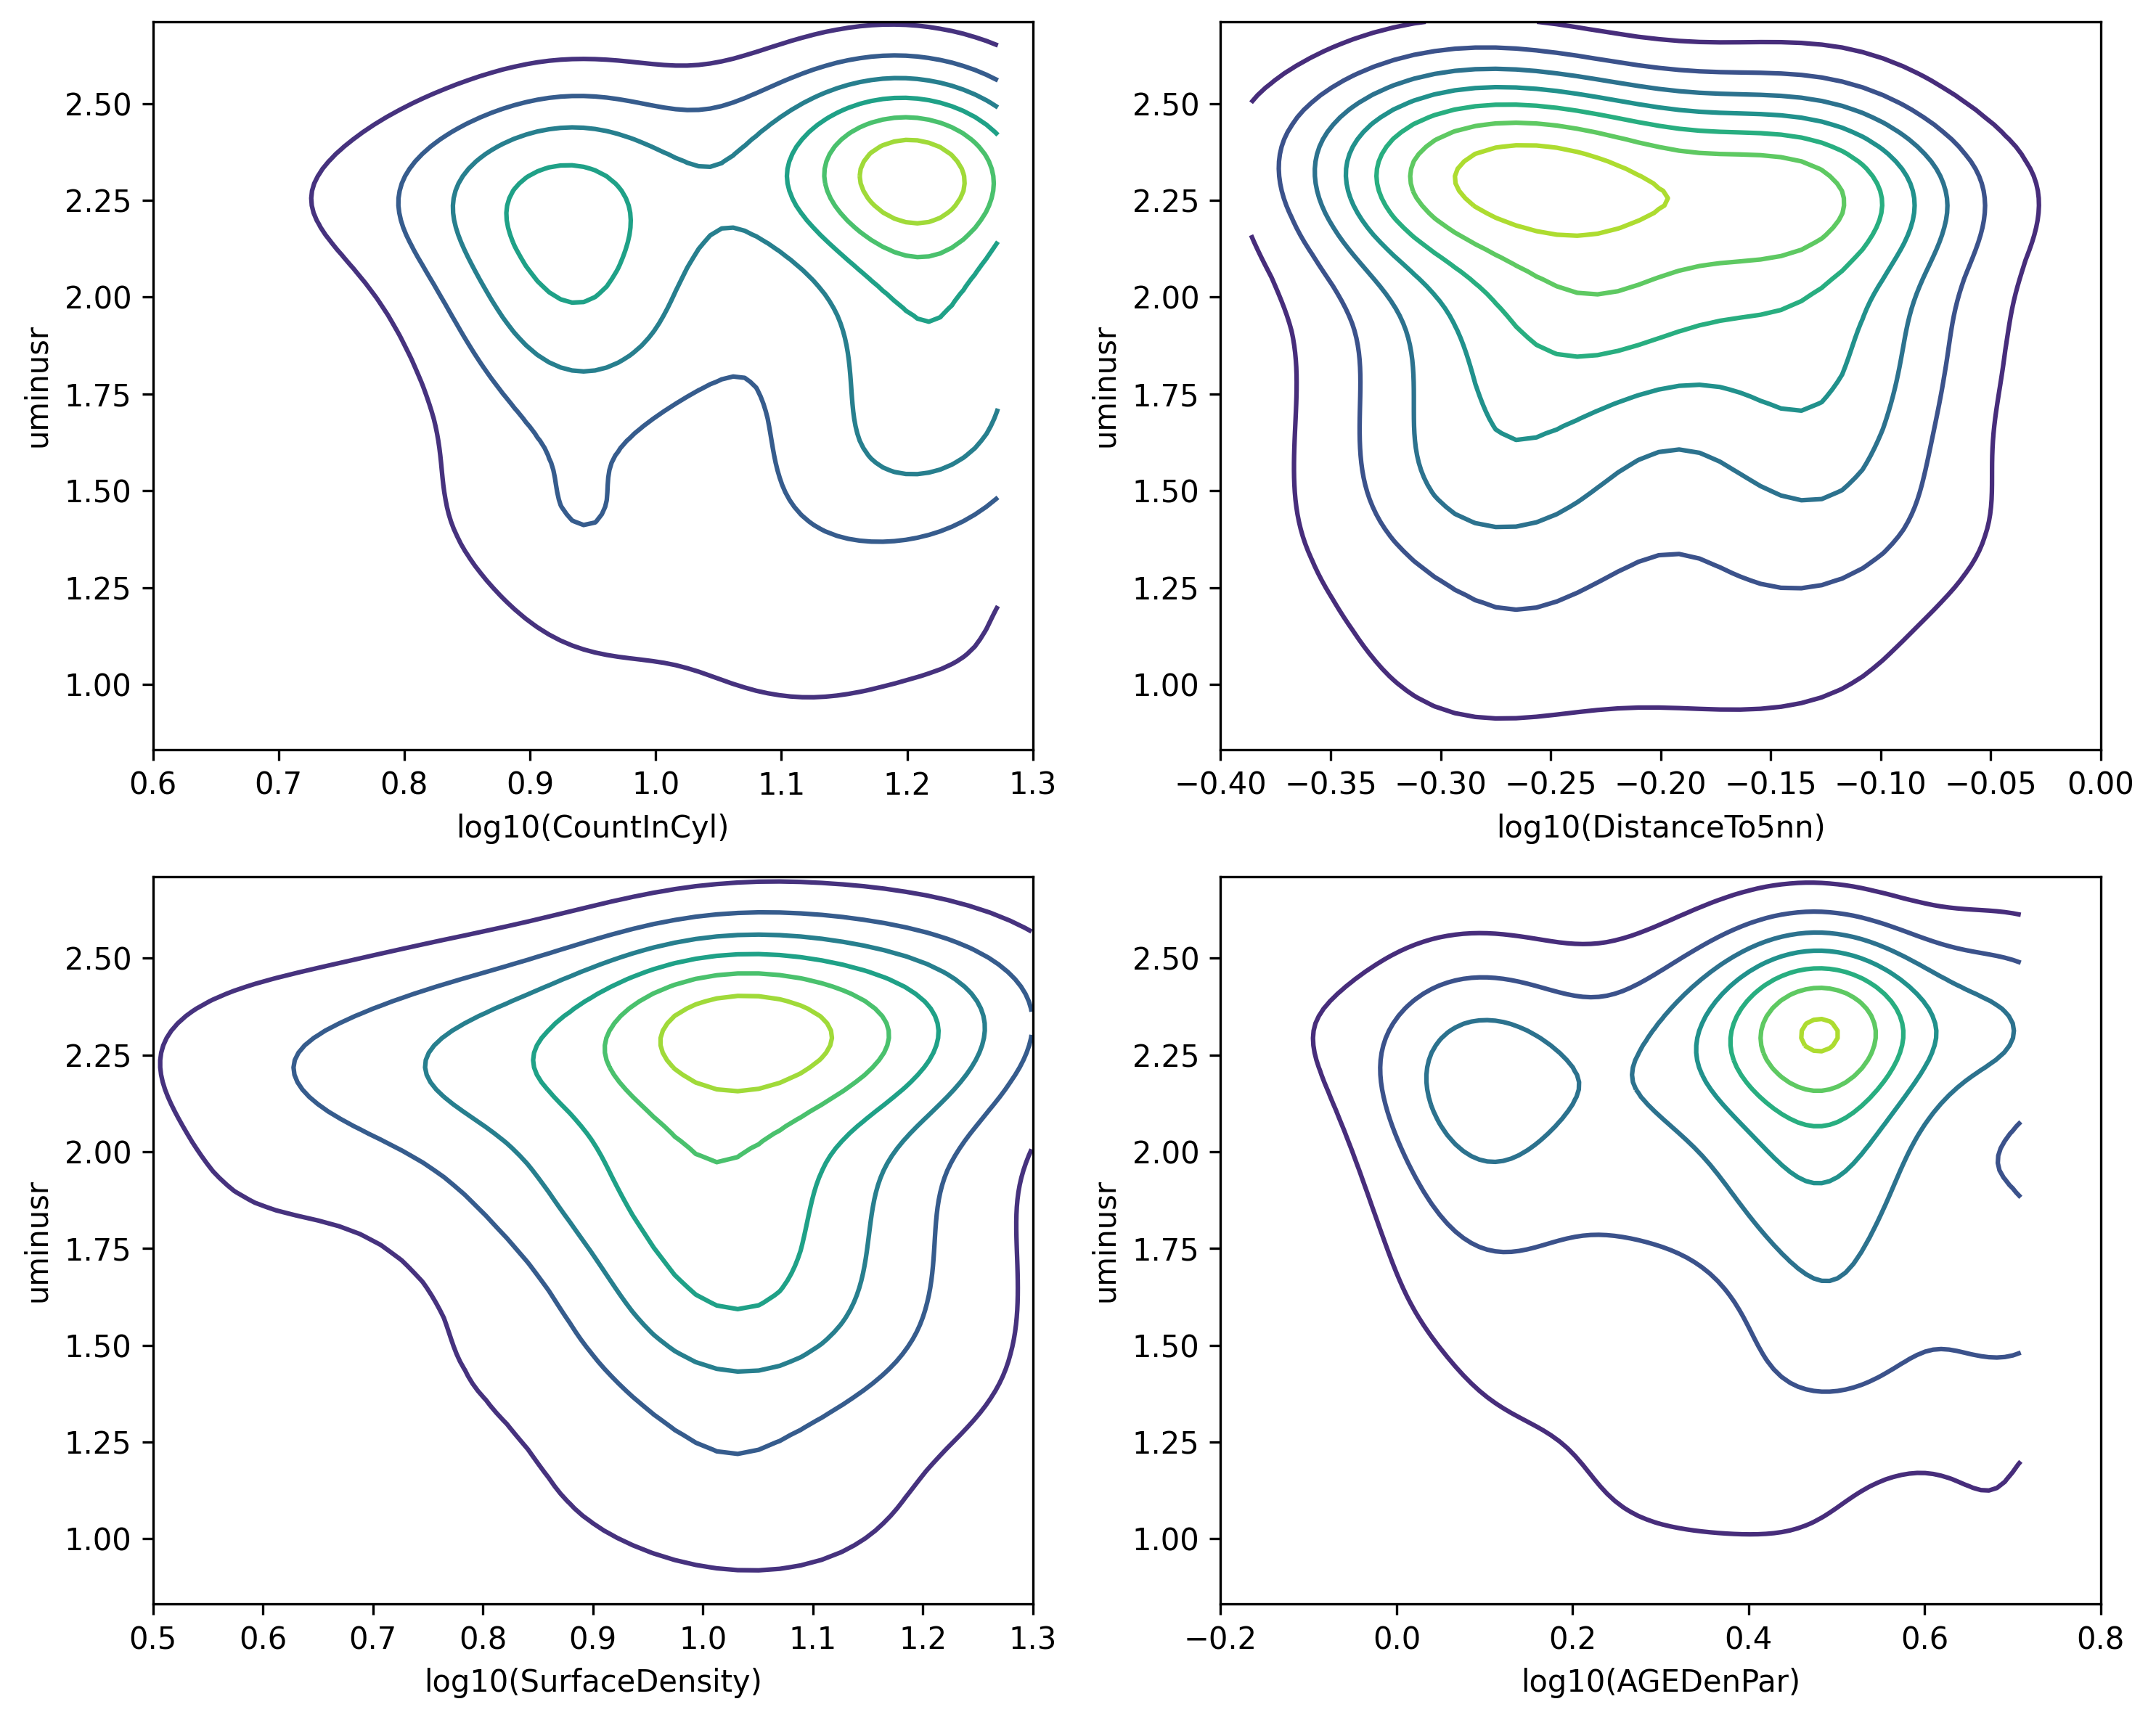 2.50
2.25
2.00
1.75
1.50
1.25
1.00
uminusr
0.6 0.7 0.8 0.9 1.0 1.1 1.2 1.3
log10(CountInCyl)
2.50
2.25
2.00
1.75
1.50
1.25
1.00
uminusr
−0.40 −0.35 −0.30 −0.25 −0.20 −0.15 −0.10 −0.05 0.00
log10(DistanceTo5nn)
2.50
2.25
2.00
1.75
1.50
1.25
1.00
uminusr
0.5 0.6 0.7 0.8 0.9 1.0 1.1 1.2 1.3
log10(SurfaceDensity)
2.50
2.25
2.00
1.75
1.50
1.25
1.00
uminusr
−0.2 0.0 0.2 0.4 0.6 0.8
log10(AGEDenPar)